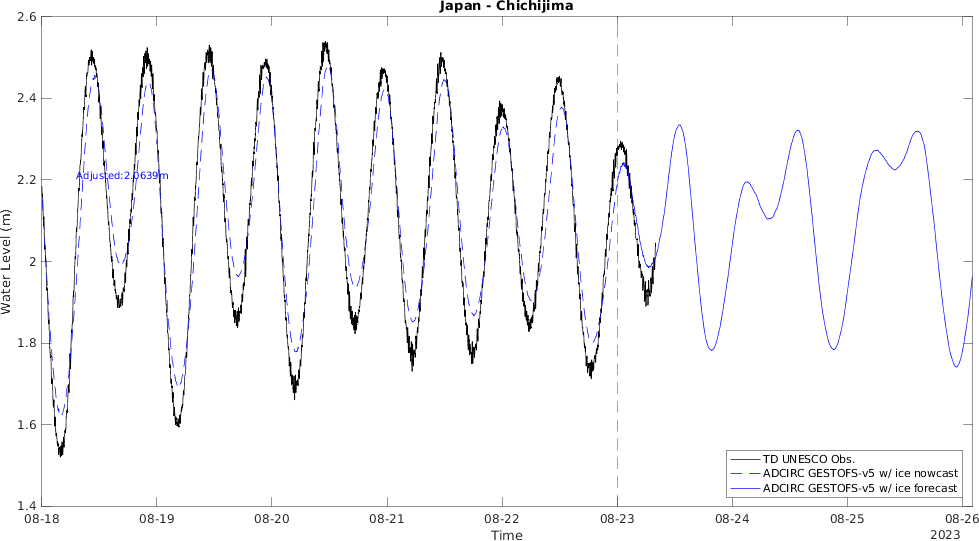 Japan - Chichijima
2.6
2.4
2.2
2
1.8
1.6
1.4
Water Level (m)
Adjusted:2.0639m
TD UNESCO Obs.
ADCIRC GESTOFS-v5 w/ ice nowcast
ADCIRC GESTOFS-v5 w/ ice forecast
08-18 08-19 08-20 08-21 08-22 08-23 08-24 08-25 08-26
Time
2023